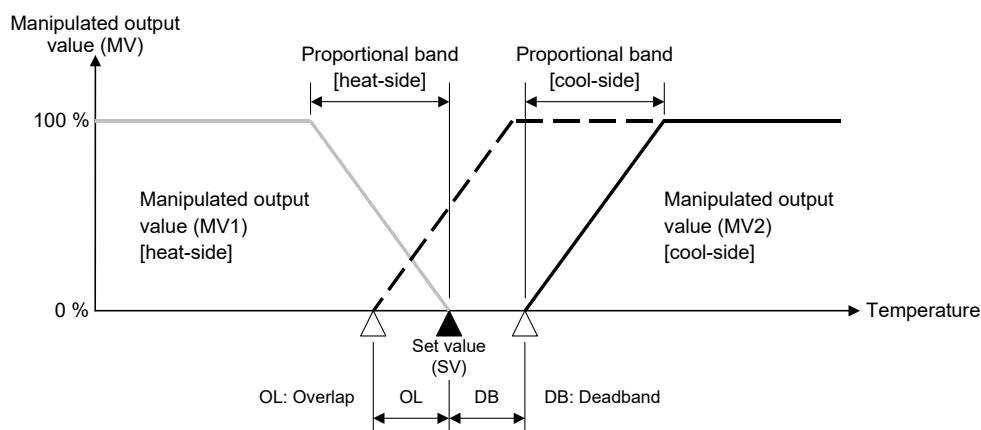 Manipulated output
value (MV)
Proportional band
[heat-side]
Proportional band
[cool-side]
100 %
Manipulated output
value (MV1)
[heat-side]
Manipulated output
value (MV2)
[cool-side]
0 %
Temperature
Set value
(SV)
OL: Overlap
OL
DB
DB: Deadband